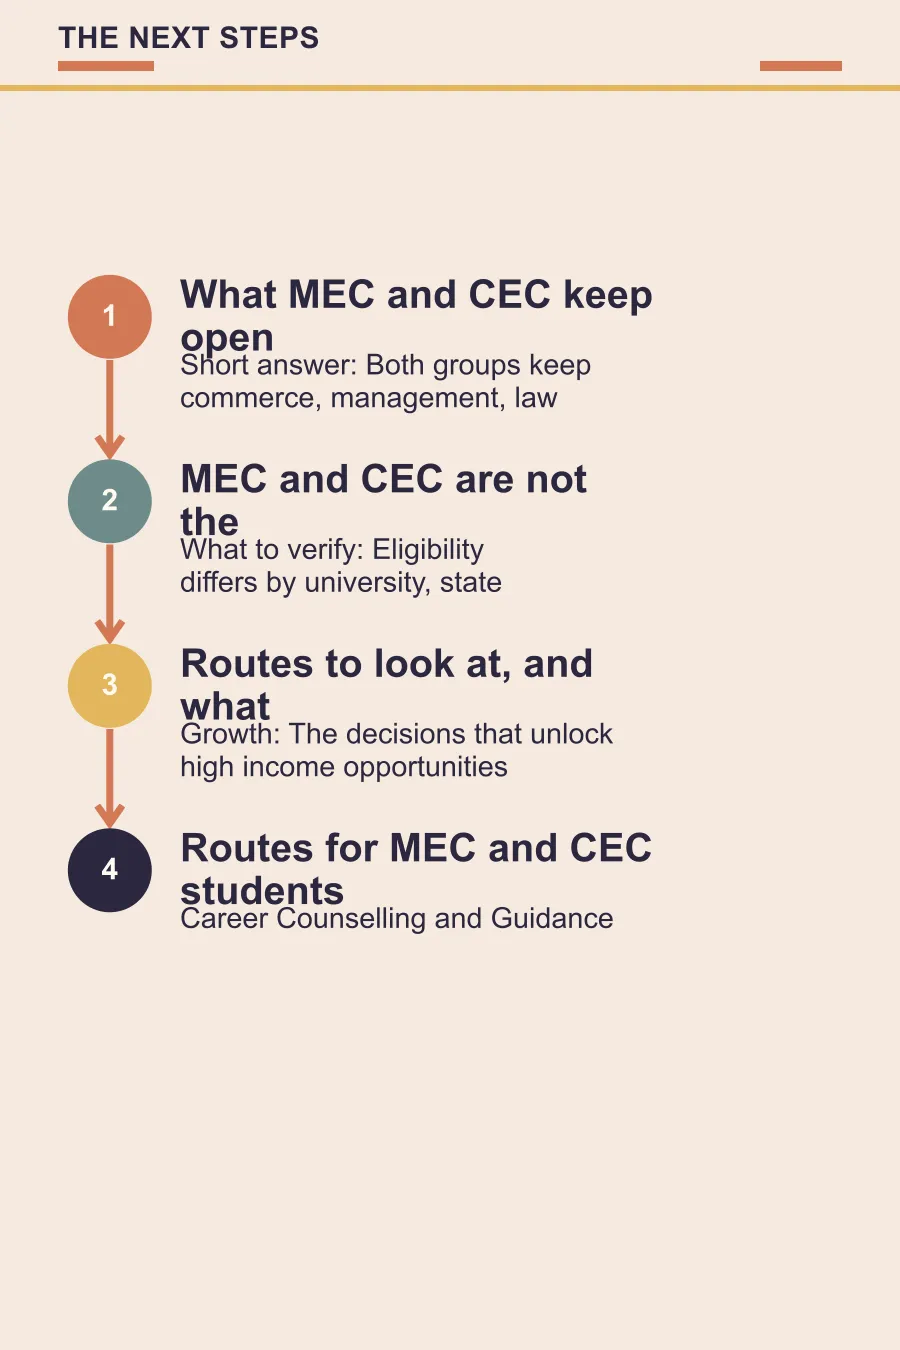 THE NEXT STEPS
1
What MEC and CEC keep
open
Short answer: Both groups keep
commerce, management, law
2
MEC and CEC are not
the
What to verify: Eligibility
differs by university, state
3
Routes to look at, and
what
Growth: The decisions that unlock
high income opportunities
4
Routes for MEC and CEC
students
Career Counselling and Guidance